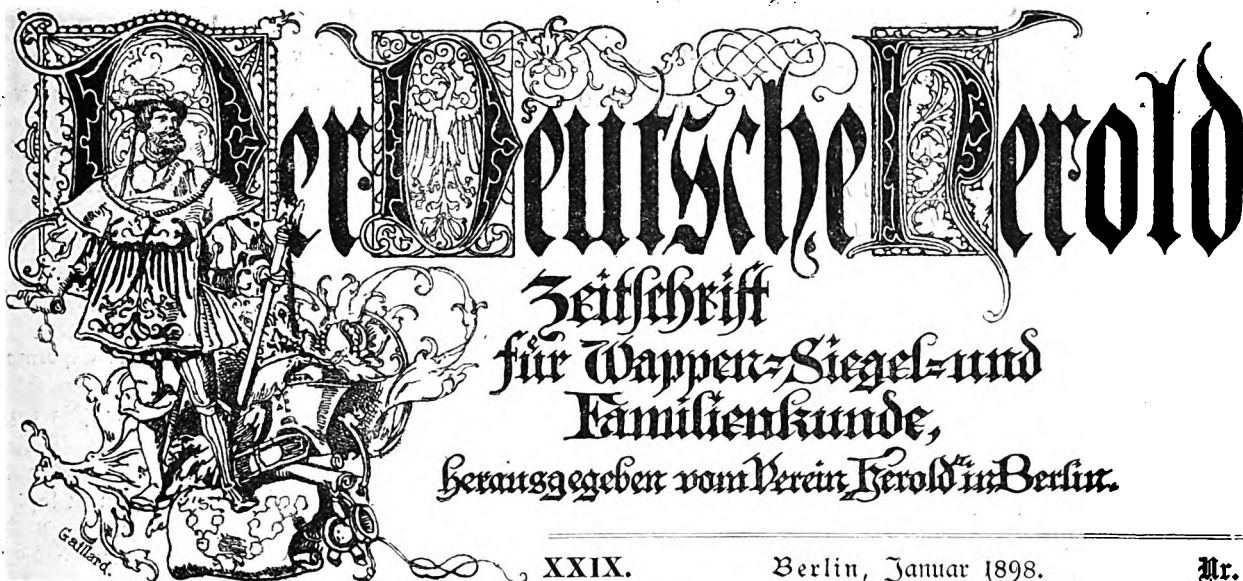 Der Deutsche Herold
Zeitschrift
für Wappen-Siegel-und
Familienkunde,
herausgegeben vom Verein „Herold“ in Berlin.
Gaillard.
XXIX. Berlin, Januar 1898. Nr.